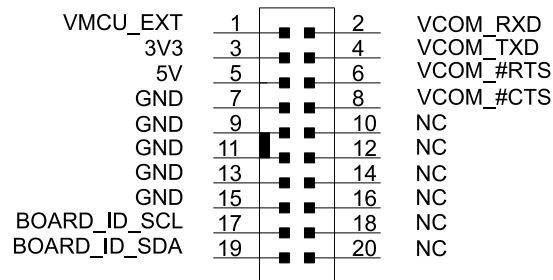 VMCU_EXT 1 2 VCOM_RXD
3V3 3 4 VCOM_TXD
5V 5 6 VCOM_#RTS
GND 7 8 VCOM_#CTS
GND 9 10 NC
GND 11 12 NC
GND 13 14 NC
GND 15 16 NC
BOARD_ID_SCL 17 18 NC
BOARD_ID_SDA 19 20 NC